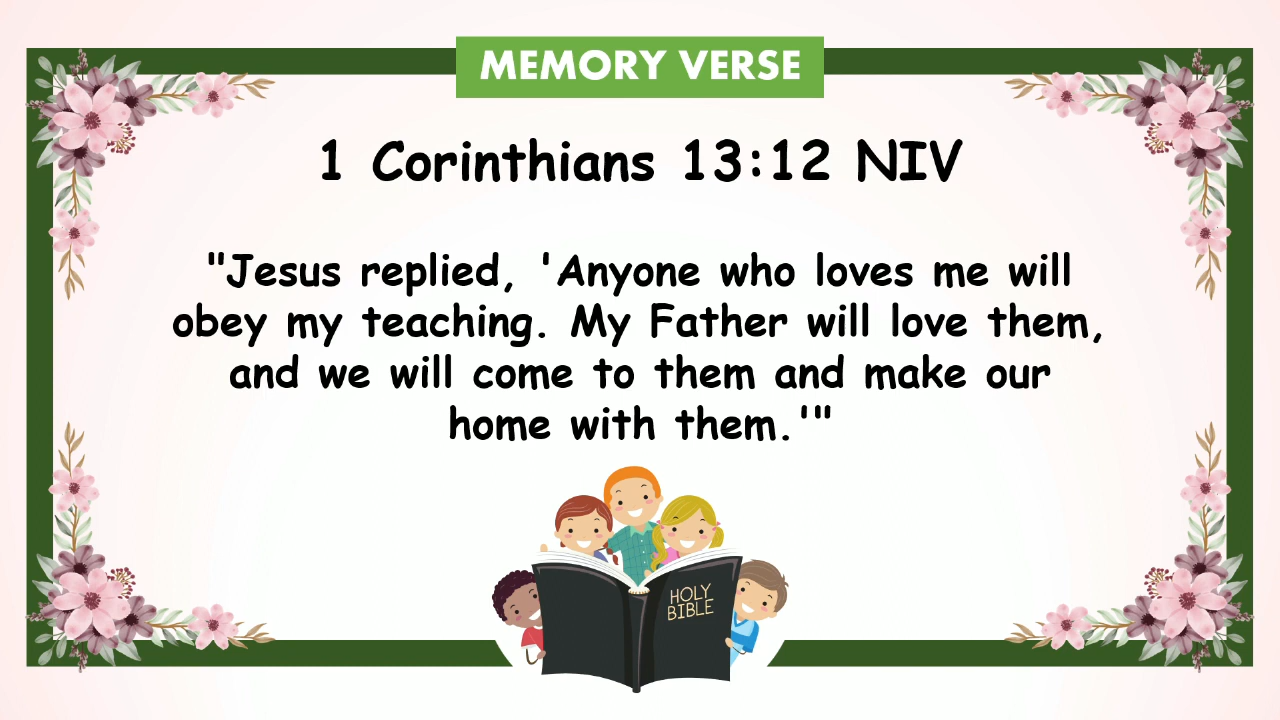 MEMORY VERSE
1 Corinthians 13:12 NIV
"Jesus replied, 'Anyone who loves me will
obey my teaching. My Father will love them,
and we will come to them and make our
home with them.'"
HOLY
BIBLE